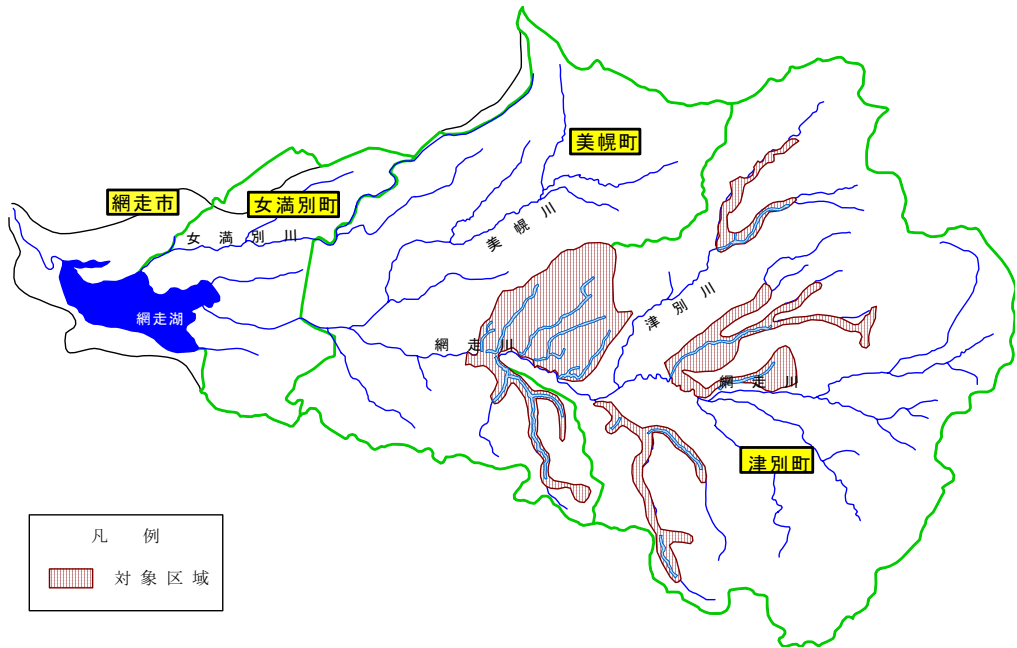 美幌町
網走市
女満別町
女満別川
美幌川
網走湖
津別川
網走川
網走川
津別町
凡例
対象区域